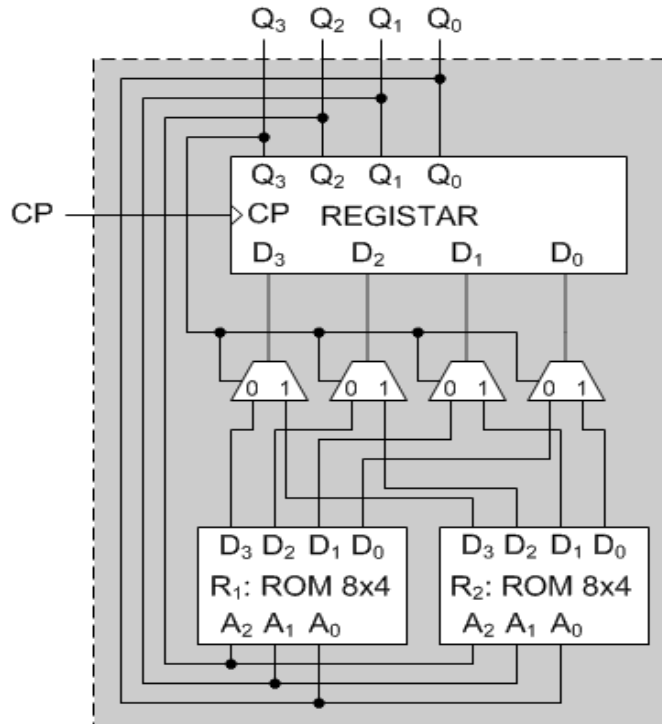 Q₃ Q₂ Q₁ Q₀
Q₃ Q₂ Q₁ Q₀
CP CP REGISTAR
D₃ D₂ D₁ D₀
0 1 0 1 0 1 0 1
D₃ D₂ D₁ D₀ D₃ D₂ D₁ D₀
R₁: ROM 8x4 R₂: ROM 8x4
A₂ A₁ A₀ A₂ A₁ A₀